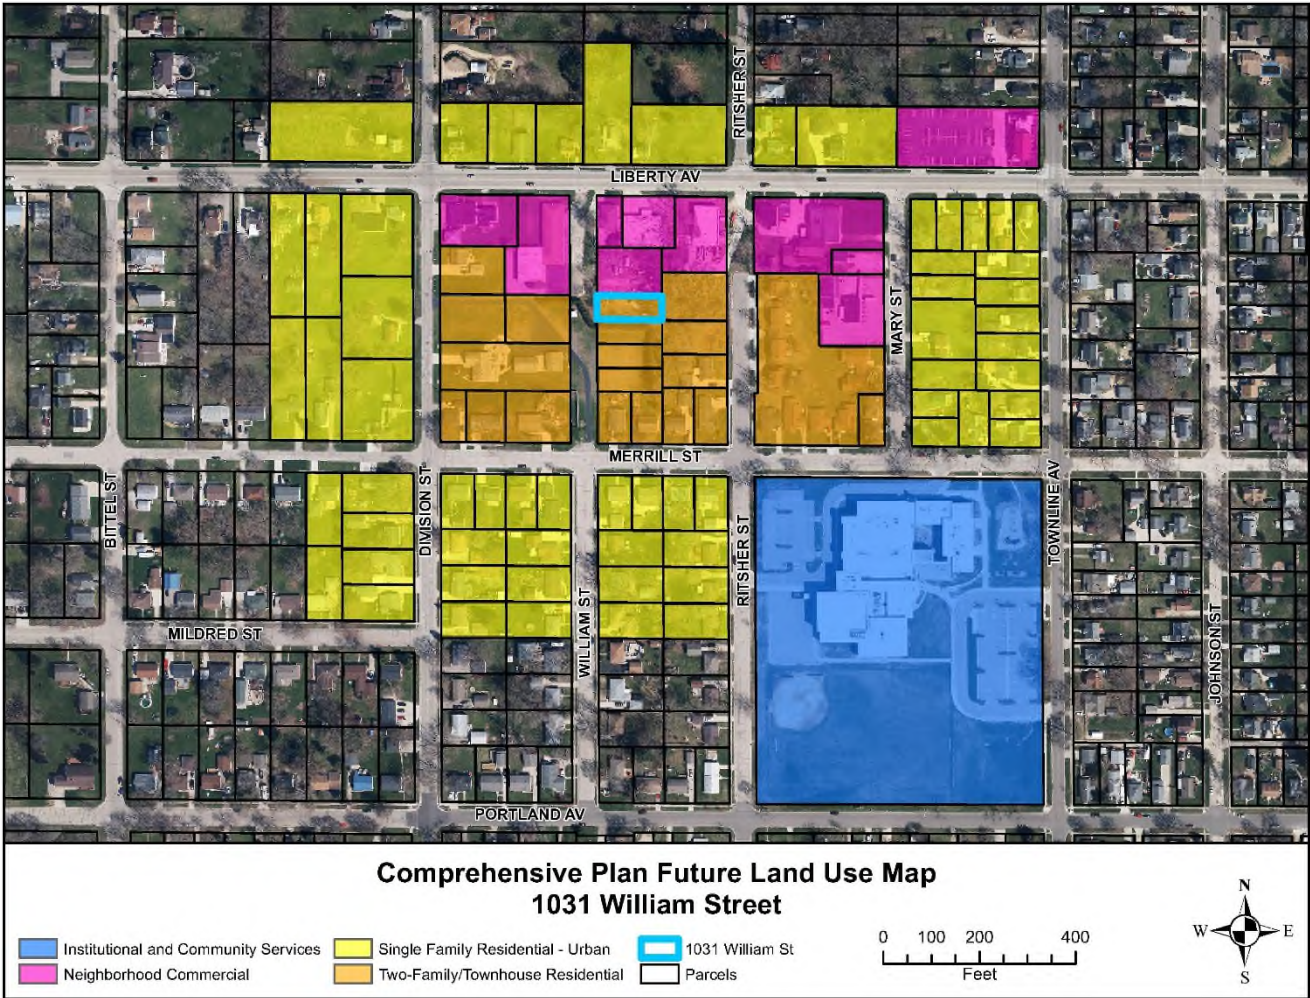 RITSHER ST
LIBERTY AV
MARY ST
MERRILL ST
BITTEL ST
DIVISION ST
TOWNLINE AV
RITSHER ST
WILLIAM ST
JOHNSON ST
MILDRED ST
PORTLAND AV
Comprehensive Plan Future Land Use Map
1031 William Street
Institutional and Community Services
Single Family Residential - Urban
1031 William St
Neighborhood Commercial
Two-Family/Townhouse Residential
Parcels
0 100 200 400
Feet
N
W E
S